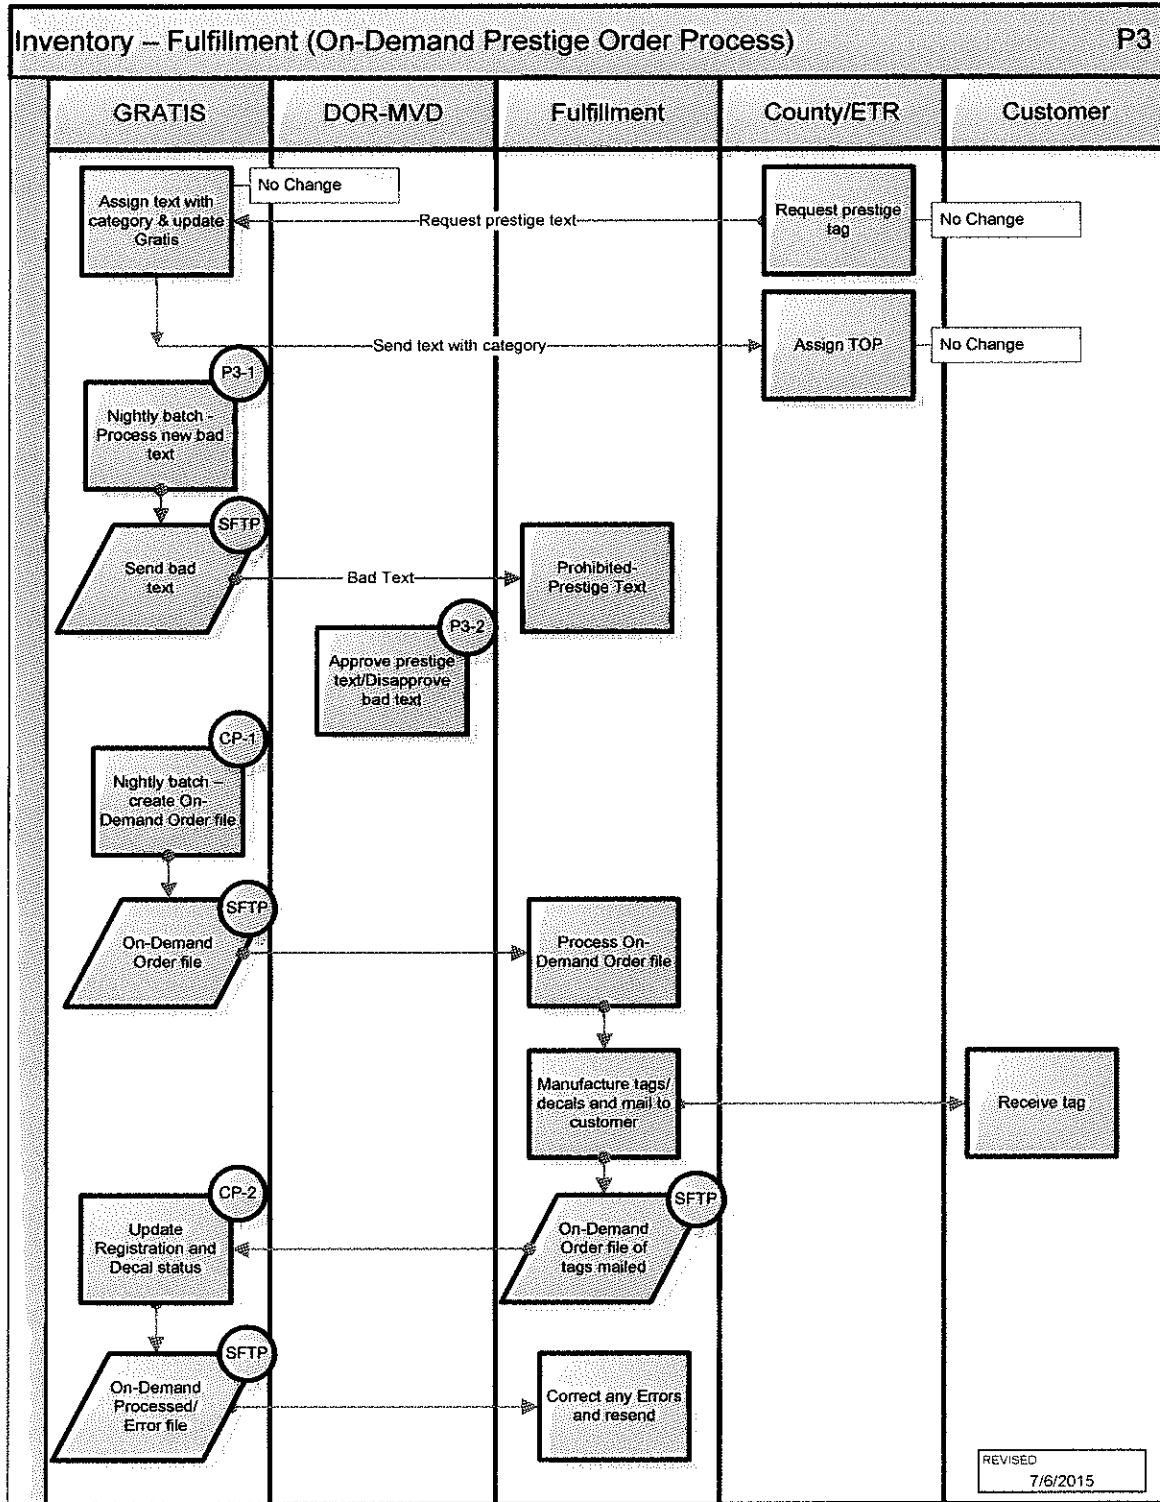 Inventory – Fulfillment (On-Demand Prestige Order Process)
P3
GRATIS
DOR-MVD
Fulfillment
County/ETR
Customer
Assign text with
category & update
Gratis
No Change
Request prestige text
Request prestige
tag
No Change
Send text with category
Assign TOP
No Change
P3-1
Nightly batch -
Process new bad
text
SFTP
Send bad
text
Bad Text
Prohibited-
Prestige Text
P3-2
Approve prestige
text/Disapprove
bad text
CP-1
Nightly batch –
create On-
Demand Order file
SFTP
On-Demand
Order file
Process On-
Demand Order file
Manufacture tags/
decals and mail to
customer
Receive tag
CP-2
Update
Registration and
Decal status
SFTP
On-Demand
Order file of
tags mailed
SFTP
On-Demand
Processed/
Error file
Correct any Errors
and resend
REVISED
7/6/2015